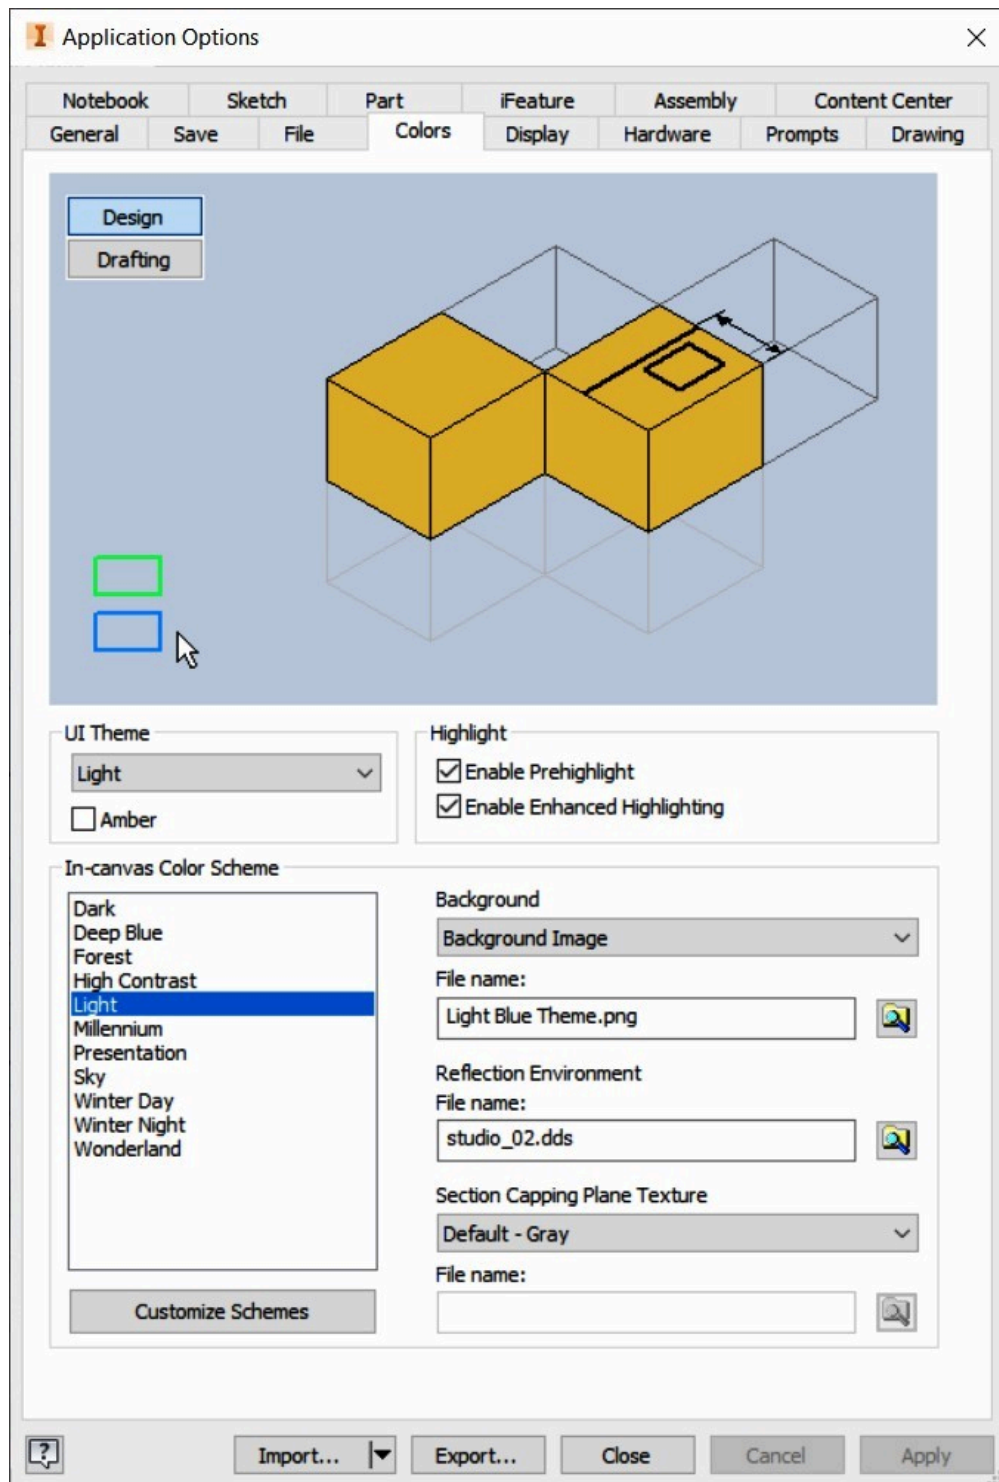 Application Options
Notebook Sketch Part iFeature Assembly Content Center
General Save File Colors Display Hardware Prompts Drawing
Design
Drafting
UI Theme
Light
Amber
Highlight
Enable Prehighlight
Enable Enhanced Highlighting
In-canvas Color Scheme
Dark
Deep Blue
Forest
High Contrast
Light
Millennium
Presentation
Sky
Winter Day
Winter Night
Wonderland
Customize Schemes
Background
Background Image
File name:
Light Blue Theme.png
Reflection Environment
File name:
studio_02.dds
Section Capping Plane Texture
Default - Gray
File name:
Import... Export... Close Cancel Apply